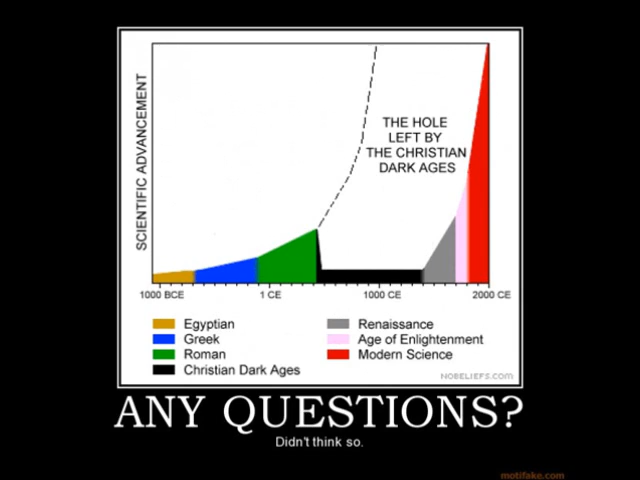 SCIENTIFIC ADVANCEMENT
THE HOLE
LEFT BY
THE CHRISTIAN
DARK AGES
1000 BCE
1 CE
1000 CE
2000 CE
Egyptian
Greek
Roman
Christian Dark Ages
Renaissance
Age of Enlightenment
Modern Science
NOBELIEFS.COM
ANY QUESTIONS?
Didn't think so.
motifake.com